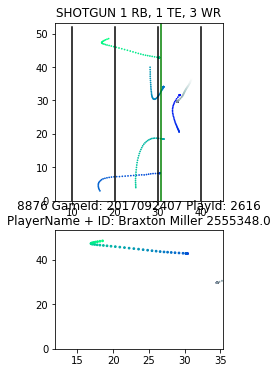 SHOTGUN 1 RB, 1 TE, 3 WR
50
40
30
20
10
0
10 20 30 40
8876 GameId: 2017092407 PlayId: 2616
PlayerName + ID: Braxton Miller 2555348.0
40
20
0
15 20 25 30 35